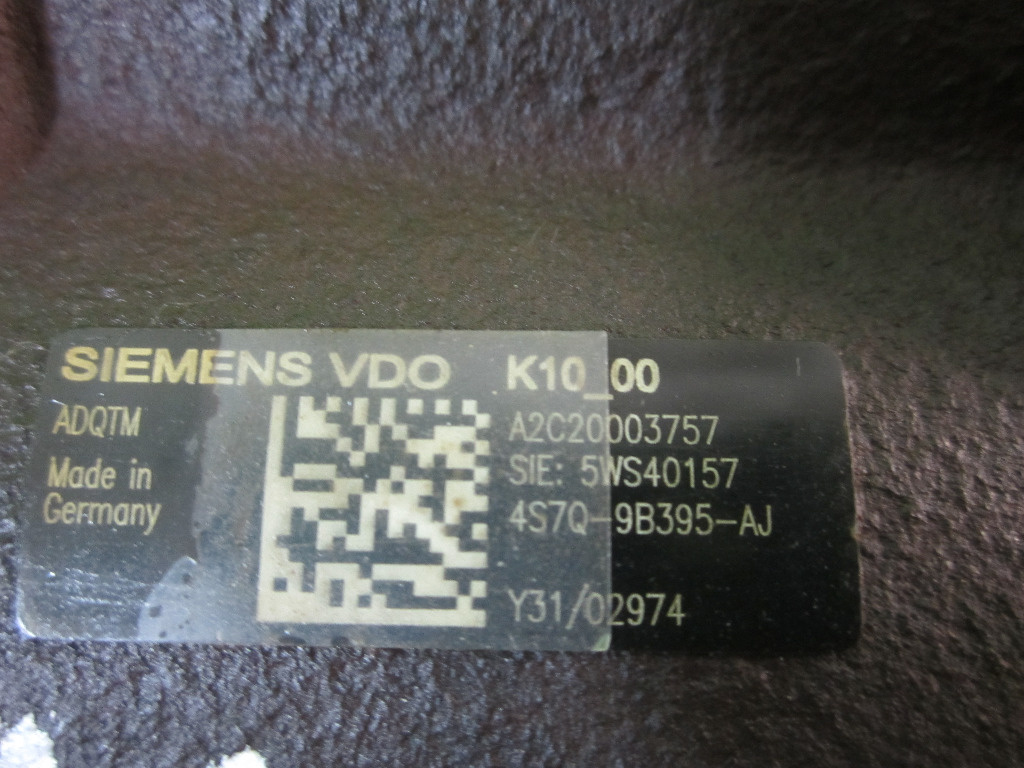 SIEMENS VDO K10_00
ADQTM
A2C20003757
Made in
Germany
SIE: 5WS40157
4S7Q-9B395-AJ
Y31/02974